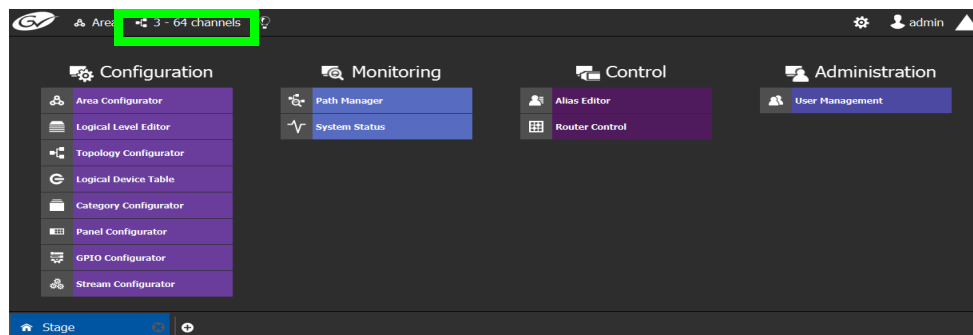 GV Area 3 - 64 channels admin
Configuration Monitoring Control Administration
Area Configurator Path Manager Alias Editor User Management
Logical Level Editor System Status Router Control
Topology Configurator
Logical Device Table
Category Configurator
Panel Configurator
GPIO Configurator
Stream Configurator
Stage